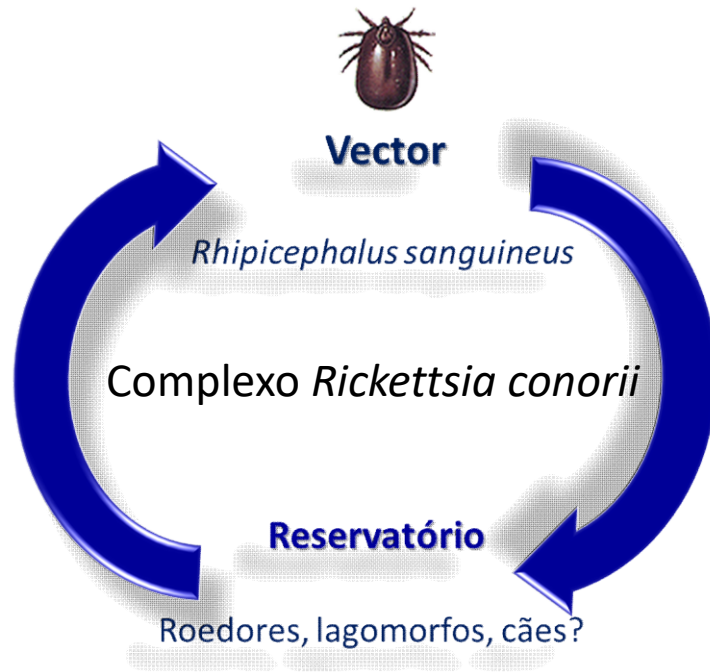 Vector
Rhipicephalus sanguineus
Complexo Rickettsia conorii
Reservatório
Roedores, lagomorfos, cães?